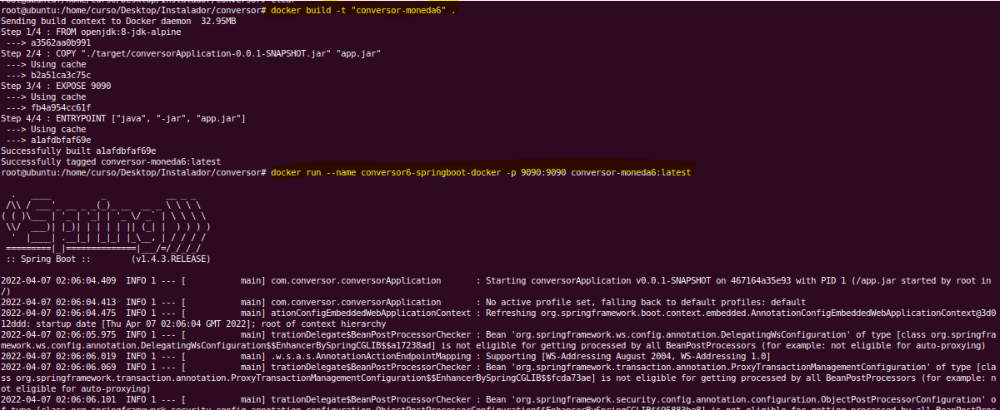 root@ubuntu:/home/curso/Desktop/Instalador/conversor# clear
root@ubuntu:/home/curso/Desktop/Instalador/conversor# docker build -t "conversor-moneda6" .
Sending build context to Docker daemon  32.95MB
Step 1/4 : FROM openjdk:8-jdk-alpine
 ---> a3562aa0b991
Step 2/4 : COPY "./target/conversorApplication-0.0.1-SNAPSHOT.jar" "app.jar"
 ---> Using cache
 ---> b2a51ca3c75c
Step 3/4 : EXPOSE 9090
 ---> Using cache
 ---> fb4a954cc61f
Step 4/4 : ENTRYPOINT ["java", "-jar", "app.jar"]
 ---> Using cache
 ---> a1afdbfaf69e
Successfully built a1afdbfaf69e
Successfully tagged conversor-moneda6:latest
root@ubuntu:/home/curso/Desktop/Instalador/conversor# docker run --name conversor6-springboot-docker -p 9090:9090 conversor-moneda6:latest
  .   ____          _            __ _ _
 /\\ / ___'_ __ _ _(_)_ __  __ _ \ \ \ \
( ( )\___ | '_ | '_| | '_ \/ _` | \ \ \ \
 \\/  ___)| |_)| | | | | || (_| |  ) ) ) )
  '  |____| .__|_| |_|_| |_\__, | / / / /
 =========|_|==============|___/=/_/_/_/
 :: Spring Boot ::        (v1.4.3.RELEASE)
2022-04-07 02:06:04.409  INFO 1 --- [           main] com.conversor.conversorApplication       : Starting conversorApplication v0.0.1-SNAPSHOT on 467164a35e93 with PID 1 (/app.jar started by root in
/)
2022-04-07 02:06:04.413  INFO 1 --- [           main] com.conversor.conversorApplication       : No active profile set, falling back to default profiles: default
2022-04-07 02:06:04.475  INFO 1 --- [           main] ationConfigEmbeddedWebApplicationContext : Refreshing org.springframework.boot.context.embedded.AnnotationConfigEmbeddedWebApplicationContext@3d0
12ddd: startup date [Thu Apr 07 02:06:04 GMT 2022]; root of context hierarchy
2022-04-07 02:06:05.975  INFO 1 --- [           main] trationDelegate$BeanPostProcessorChecker : Bean 'org.springframework.ws.config.annotation.DelegatingWsConfiguration' of type [class org.springfra
mework.ws.config.annotation.DelegatingWsConfiguration$$EnhancerBySpringCGLIB$$a17238ad] is not eligible for getting processed by all BeanPostProcessors (for example: not eligible for auto-proxying)
2022-04-07 02:06:06.019  INFO 1 --- [           main] .w.s.a.s.AnnotationActionEndpointMapping : Supporting [WS-Addressing August 2004, WS-Addressing 1.0]
2022-04-07 02:06:06.069  INFO 1 --- [           main] trationDelegate$BeanPostProcessorChecker : Bean 'org.springframework.transaction.annotation.ProxyTransactionManagementConfiguration' of type [cla
ss org.springframework.transaction.annotation.ProxyTransactionManagementConfiguration$$EnhancerBySpringCGLIB$$fcda73ae] is not eligible for getting processed by all BeanPostProcessors (for example: n
ot eligible for auto-proxying)
2022-04-07 02:06:06.101  INFO 1 --- [           main] trationDelegate$BeanPostProcessorChecker : Bean 'org.springframework.security.config.annotation.configuration.ObjectPostProcessorConfiguration' o